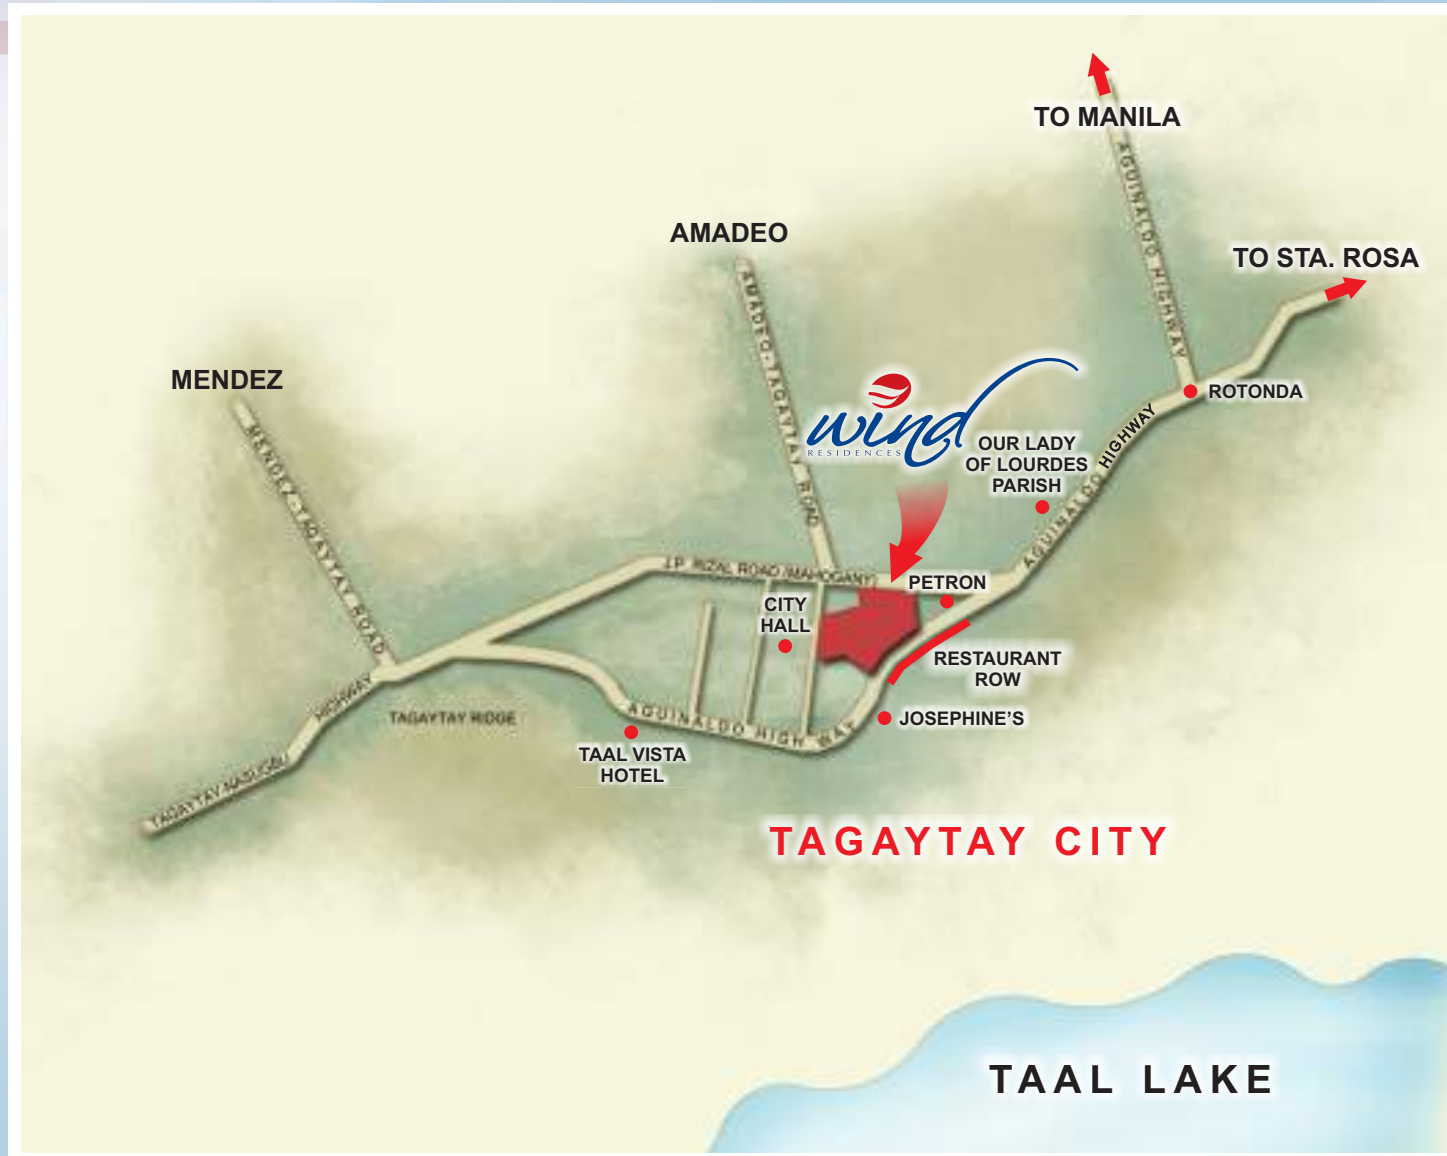 TO MANILA
AGUINALDO HIGHWAY
AMADEO
TO STA. ROSA
AMADEO-TAGAYTAY ROAD
MENDEZ
wind
RESIDENCES
ROTONDA
OUR LADY
OF LOURDES
PARISH
AGUINALDO HIGHWAY
MENDEZ-TAGAYTAY ROAD
J.P. RIZAL ROAD (MAHOGANY)
PETRON
CITY
HALL
RESTAURANT
ROW
TAGAYTAY NASUGBU HIGHWAY
TAGAYTAY RIDGE
AGUINALDO HIGH WAY
JOSEPHINE'S
TAAL VISTA
HOTEL
TAGAYTAY CITY
TAAL LAKE